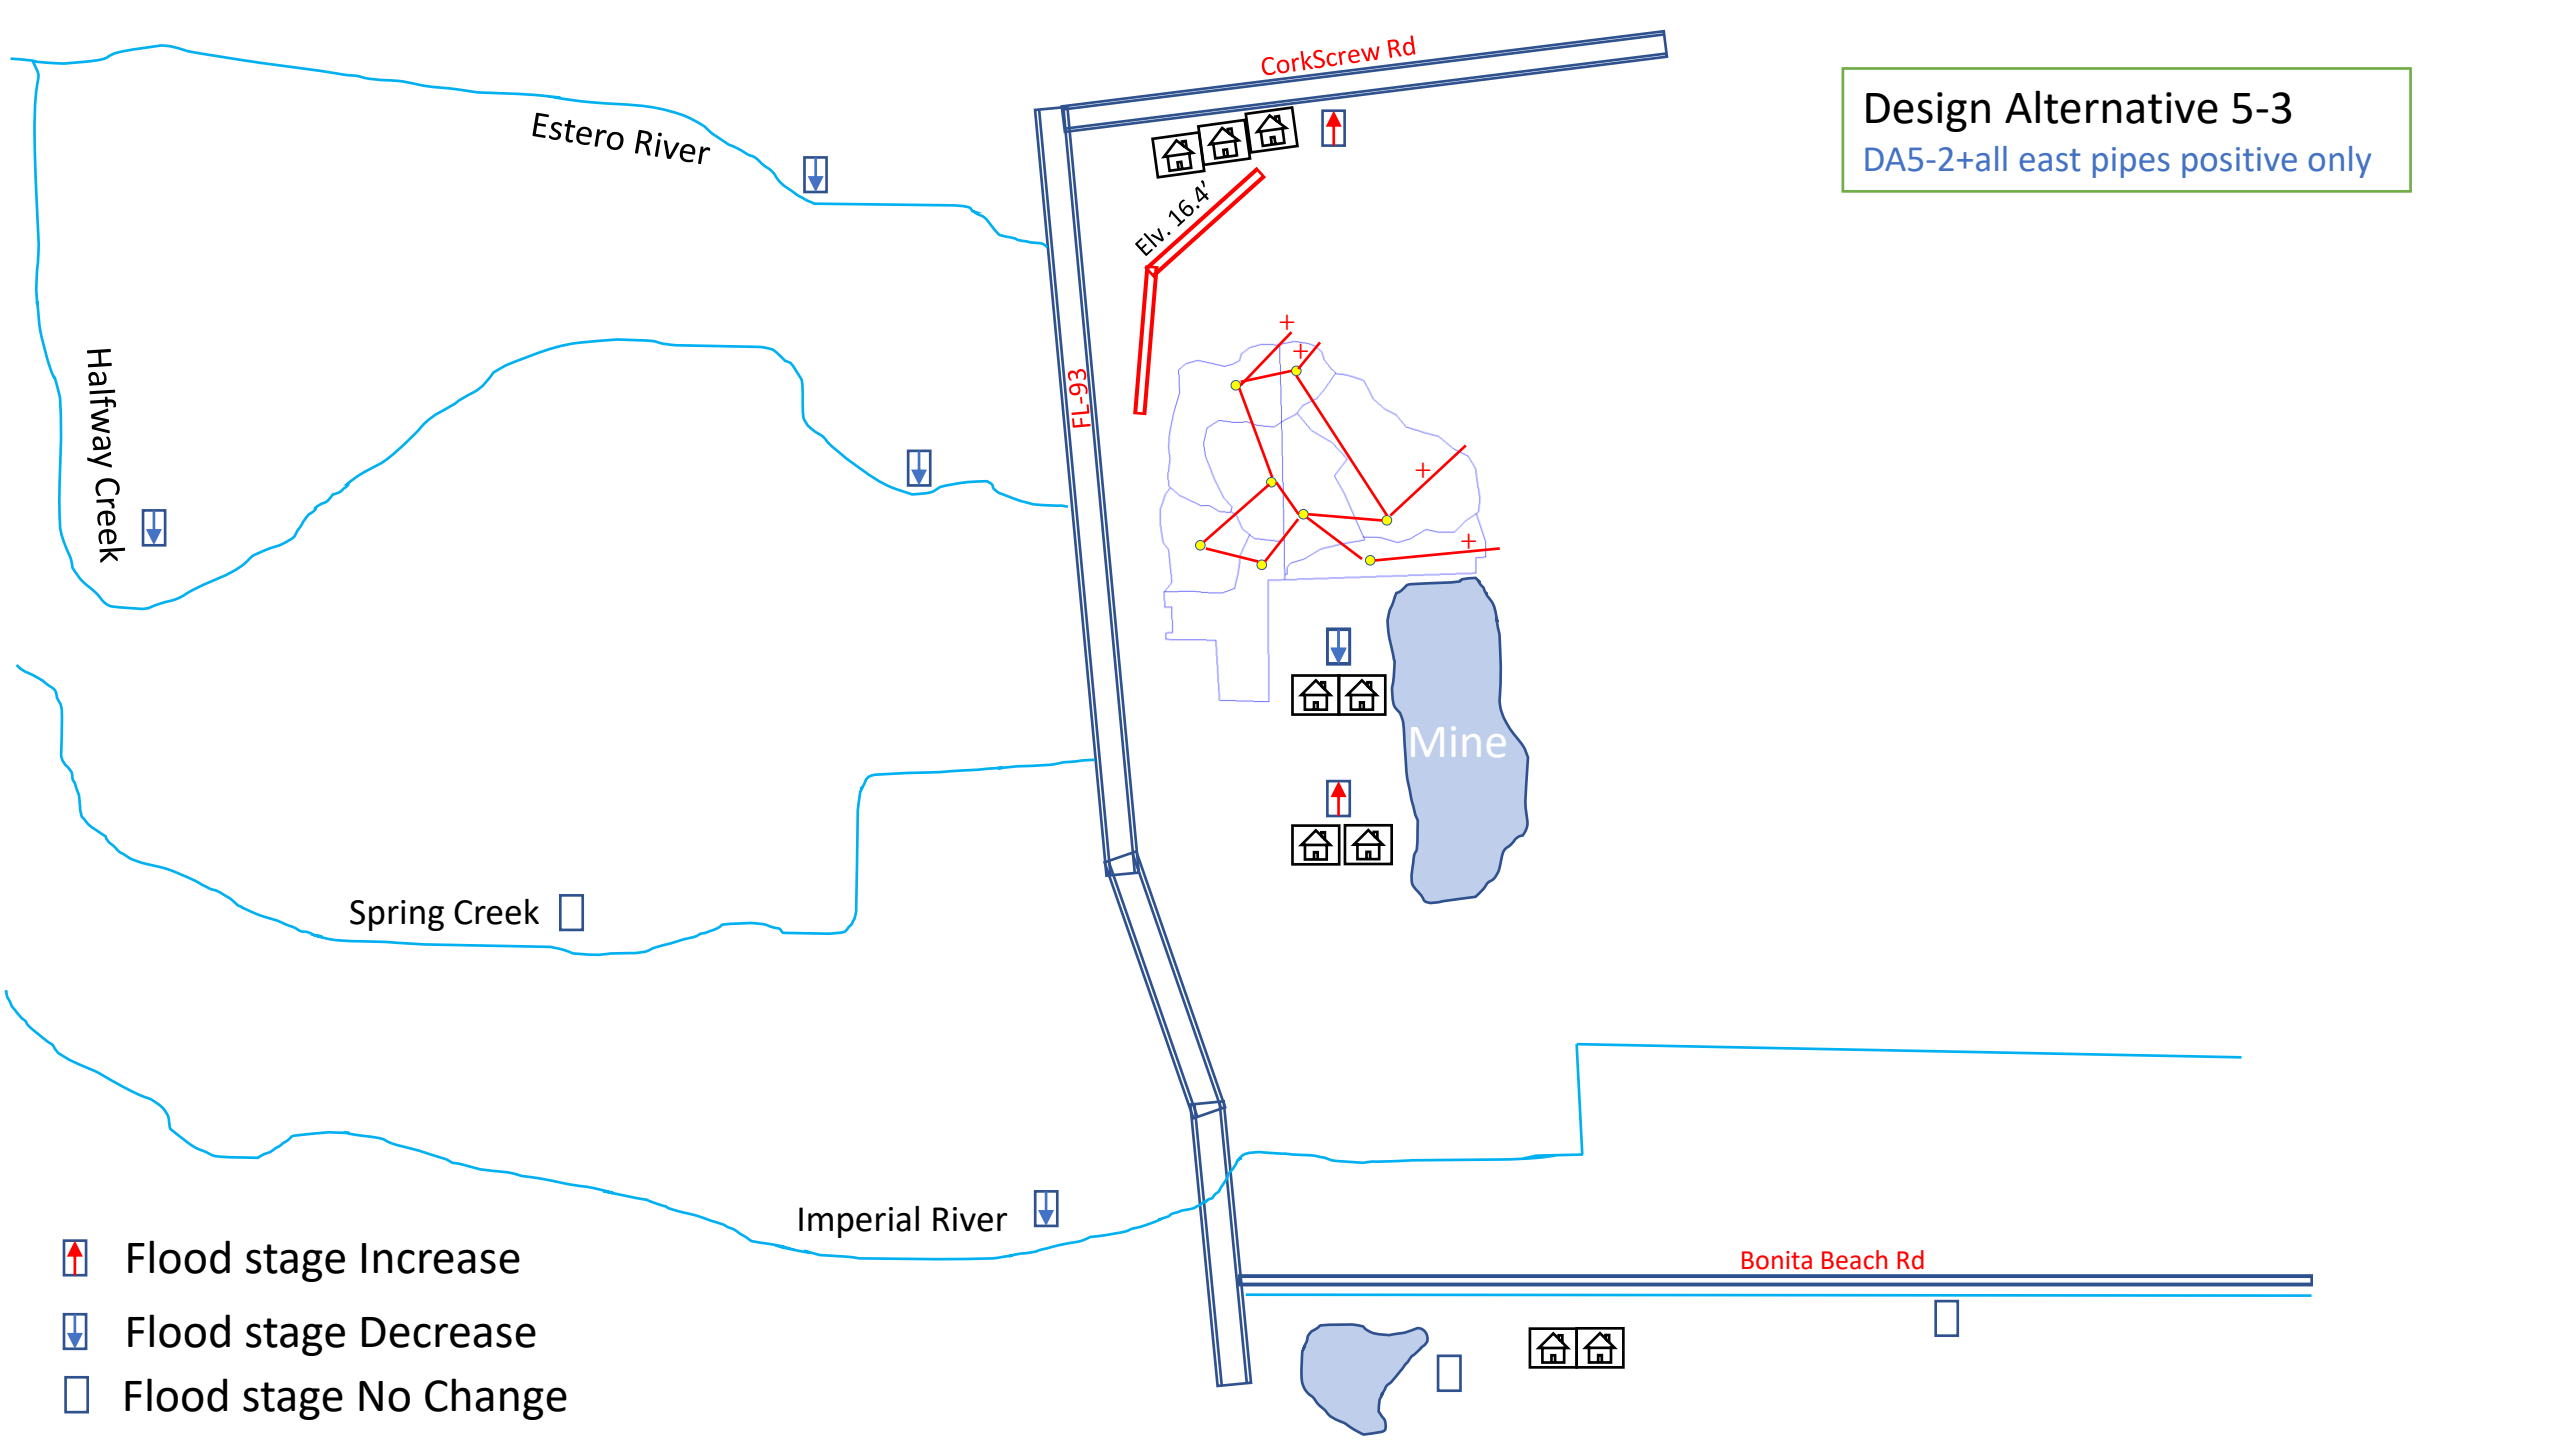 CorkScrew Rd
Design Alternative 5-3
DA5-2+all east pipes positive only
Estero River
Elv. 16.4'
+
+
Halfway Creek
FL-93
+
+
Mine
Spring Creek
Imperial River
Bonita Beach Rd
Flood stage Increase
Flood stage Decrease
Flood stage No Change